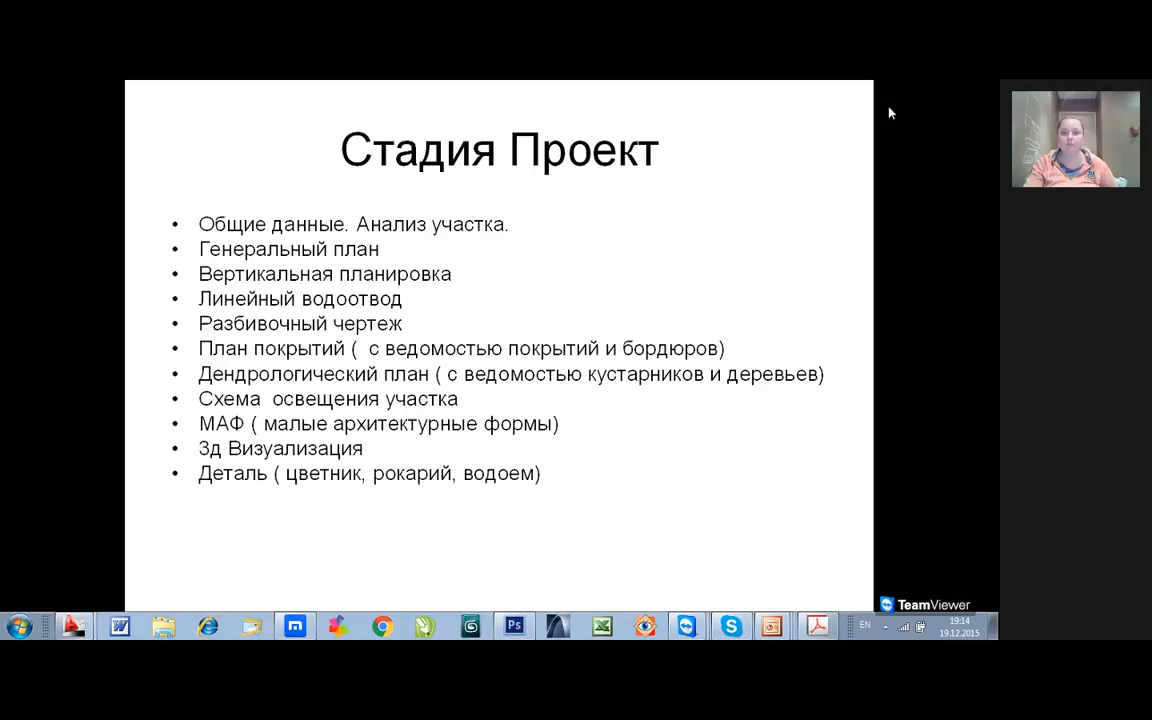 Стадия Проект
• Общие данные. Анализ участка.
• Генеральный план
• Вертикальная планировка
• Линейный водоотвод
• Разбивочный чертеж
• План покрытий ( с ведомостью покрытий и бордюров)
• Дендрологический план ( с ведомостью кустарников и деревьев)
• Схема освещения участка
• МАФ ( малые архитектурные формы)
• 3д Визуализация
• Деталь ( цветник, рокарий, водоем)
TeamViewer
EN
19:14
19.12.2015